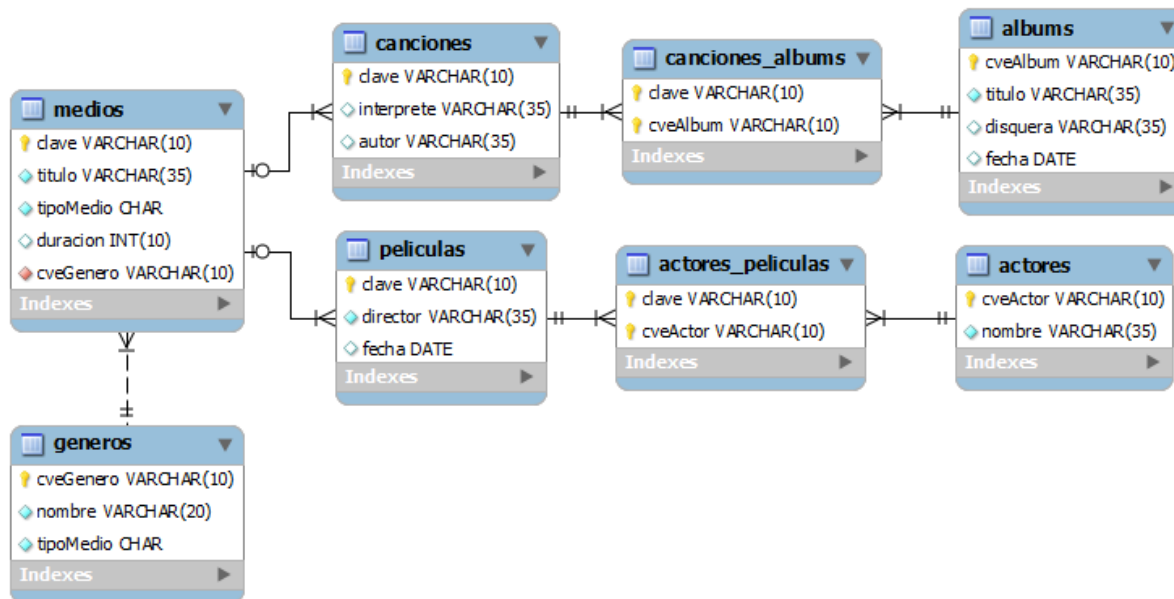 medios
clave VARCHAR(10)
titulo VARCHAR(35)
tipoMedio CHAR
duracion INT(10)
cveGenero VARCHAR(10)
Indexes
generos
cveGenero VARCHAR(10)
nombre VARCHAR(20)
tipoMedio CHAR
Indexes
canciones
clave VARCHAR(10)
interprete VARCHAR(35)
autor VARCHAR(35)
Indexes
canciones_albums
clave VARCHAR(10)
cveAlbum VARCHAR(10)
Indexes
albums
cveAlbum VARCHAR(10)
titulo VARCHAR(35)
disquera VARCHAR(35)
fecha DATE
Indexes
peliculas
clave VARCHAR(10)
director VARCHAR(35)
fecha DATE
Indexes
actores_peliculas
clave VARCHAR(10)
cveActor VARCHAR(10)
Indexes
actores
cveActor VARCHAR(10)
nombre VARCHAR(35)
Indexes